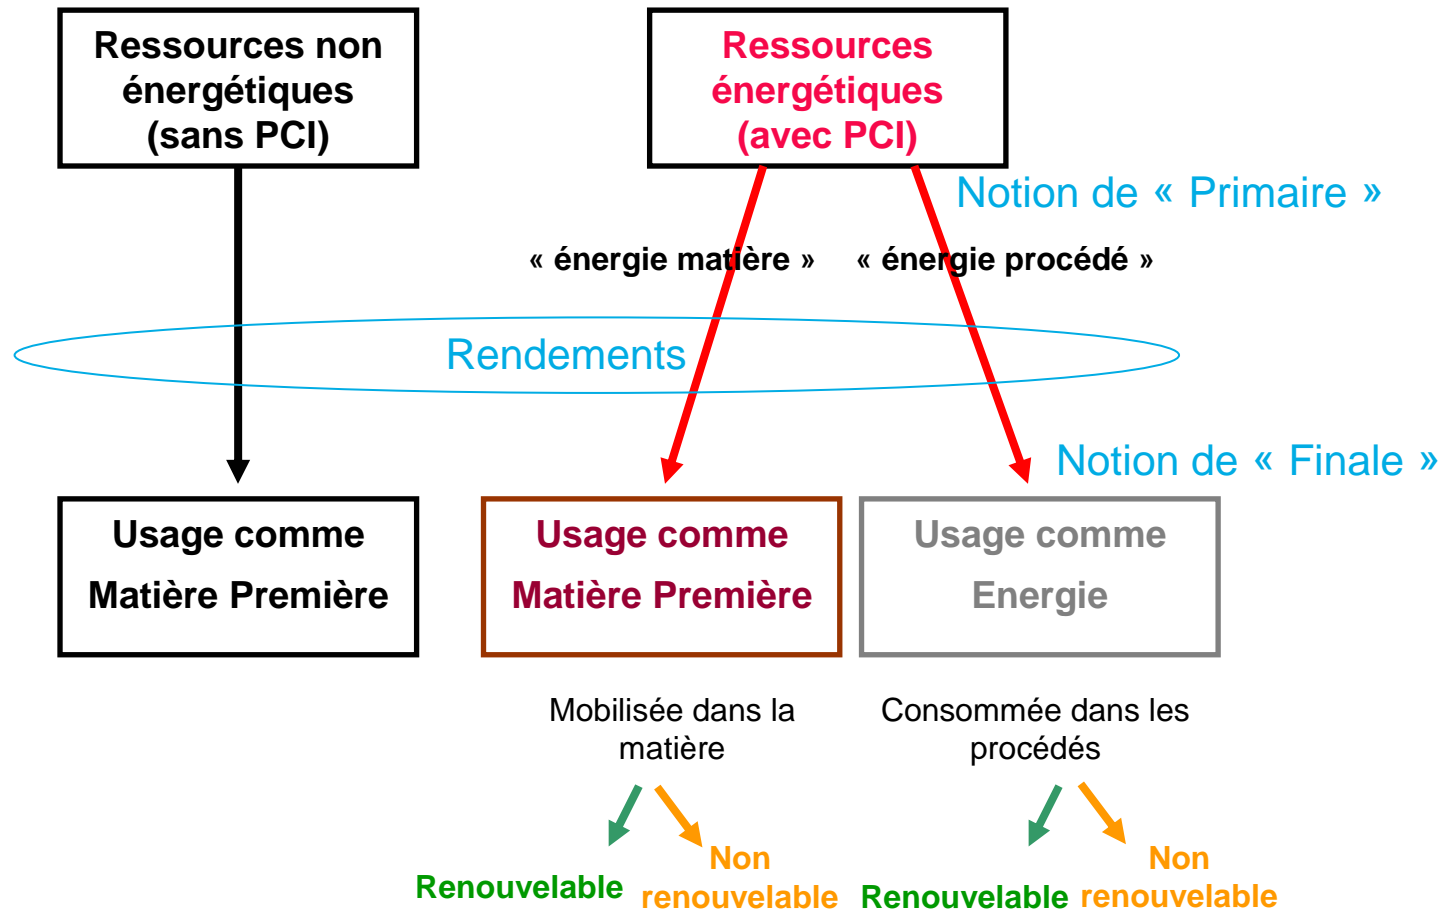 Ressources non
énergétiques
(sans PCI)
Ressources
énergétiques
(avec PCI)
Notion de « Primaire »
« énergie matière »
« énergie procédé »
Rendements
Notion de « Finale »
Usage comme
Matière Première
Usage comme
Matière Première
Usage comme
Energie
Mobilisée dans la
matière
Consommée dans les
procédés
Renouvelable
Non
renouvelable
Renouvelable
Non
renouvelable